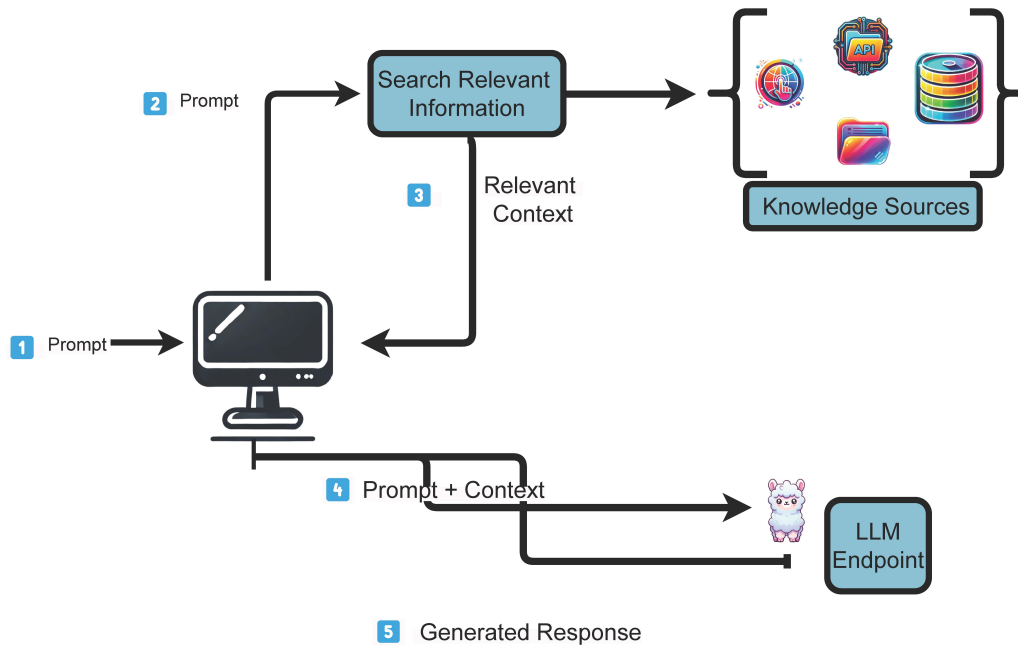 2 Prompt
Search Relevant
Information
API
3
Relevant
Context
Knowledge Sources
1 Prompt
4 Prompt + Context
LLM
Endpoint
5 Generated Response